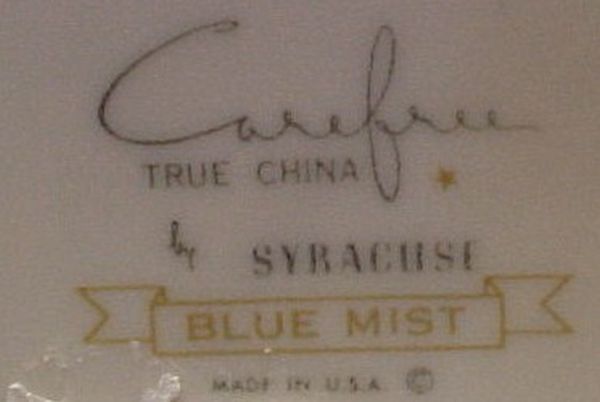 Carefree
TRUE CHINA
by SYRACUSE
BLUE MIST
MADE IN U.S.A. ©